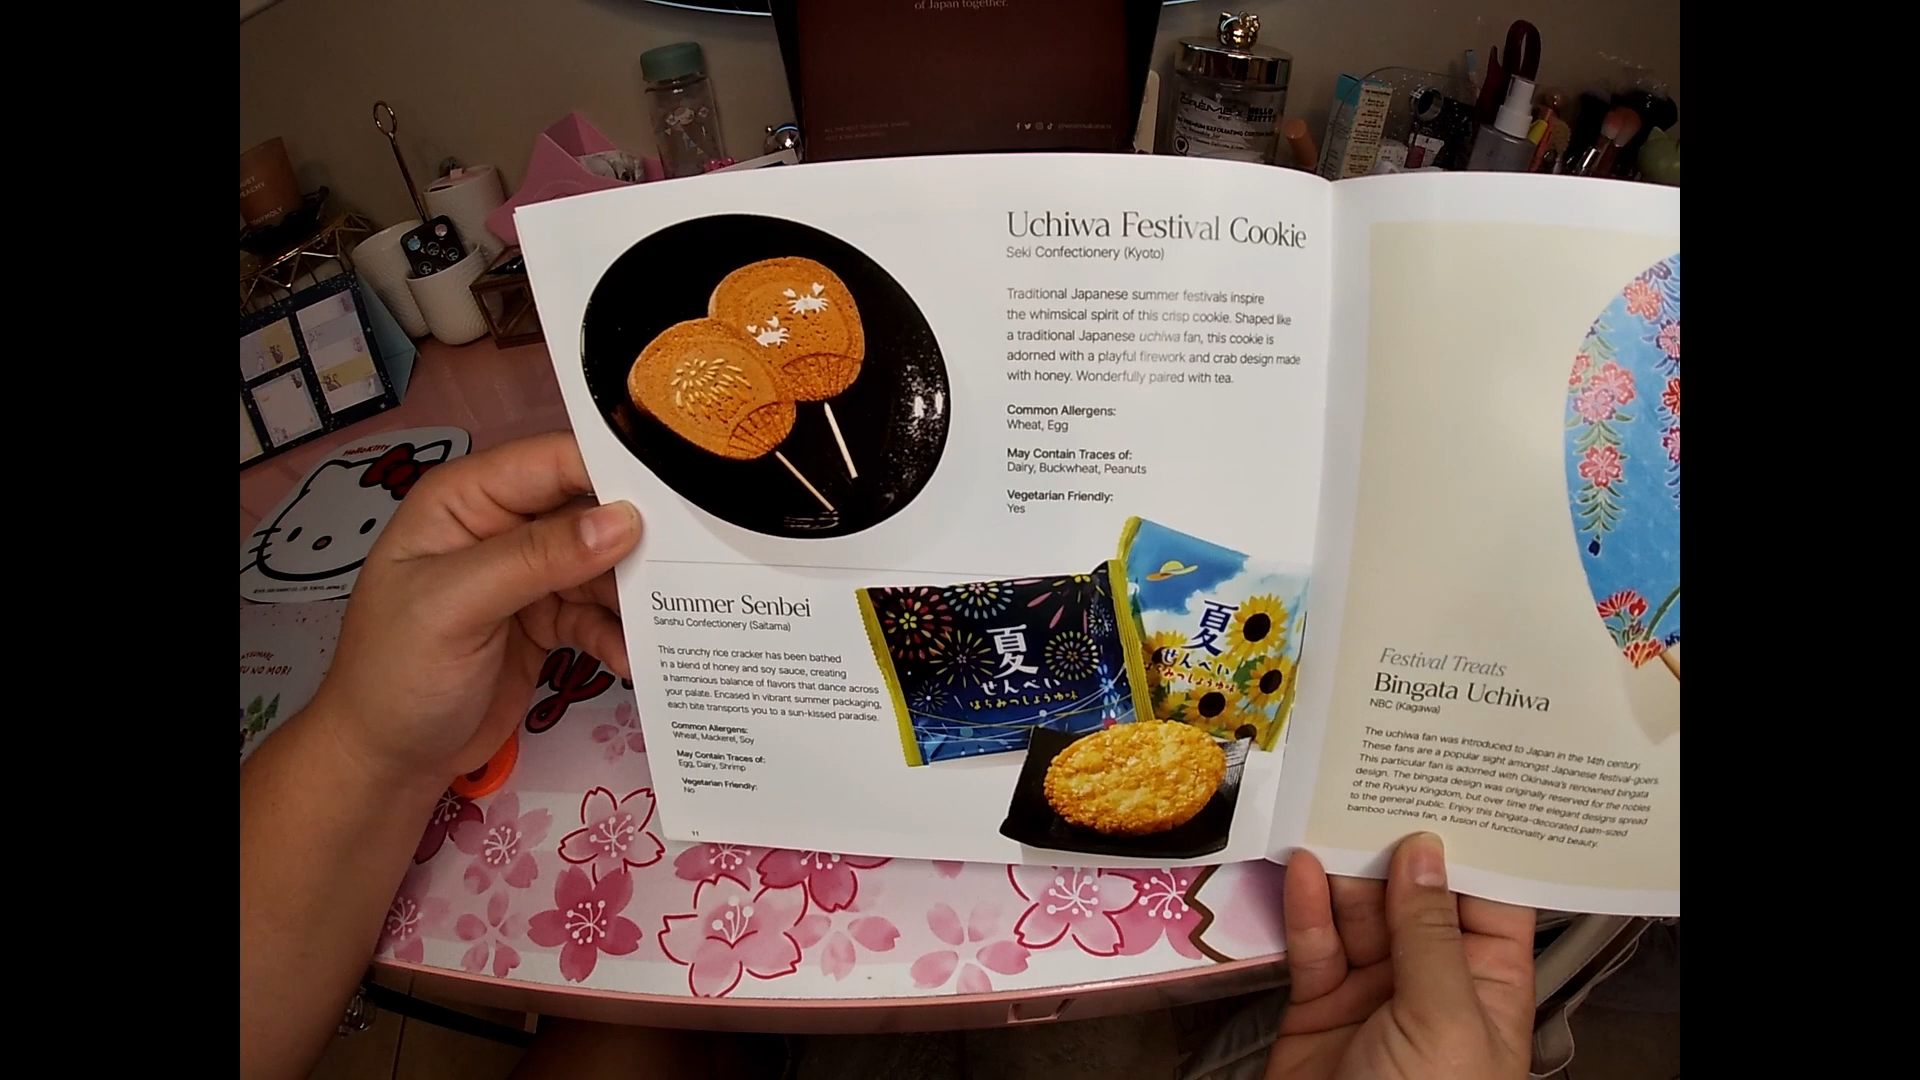 of Japan together.
HELLO
KITTY
PREMIUM EXFOLIATING COTTON
Uchiwa Festival Cookie
Seki Confectionery (Kyoto)
Traditional Japanese summer festivals inspire
the whimsical spirit of this crisp cookie. Shaped like
a traditional Japanese uchiwa fan, this cookie is
adorned with a playful firework and crab design made
with honey. Wonderfully paired with tea.
Common Allergens:
Wheat, Egg
May Contain Traces of:
Dairy, Buckwheat, Peanuts
Vegetarian Friendly:
Yes
Summer Senbei
Sanshu Confectionery (Saitama)
This crunchy rice cracker has been bathed
in a blend of honey and soy sauce, creating
a harmonious balance of flavors that dance across
your palate. Encased in vibrant summer packaging,
each bite transports you to a sun-kissed paradise.
Common Allergens:
Wheat, Mackerel, Soy
May Contain Traces of:
Egg, Dairy, Shrimp
Vegetarian Friendly:
No
11
夏
せんべい
はちみつしょうゆ味
夏
せんべい
Festival Treats
Bingata Uchiwa
NBC (Kagawa)
The uchiwa fan was introduced to Japan in the 14th century.
These fans are a popular sight amongst Japanese festival-goers.
This particular fan is adorned with Okinawa's renowned bingata
design. The bingata design was originally reserved for the nobles
of the Ryukyu Kingdom, but over time the elegant designs spread
to the general public. Enjoy this bingata-decorated palm-sized
bamboo uchiwa fan, a fusion of functionality and beauty.
Hello Kitty